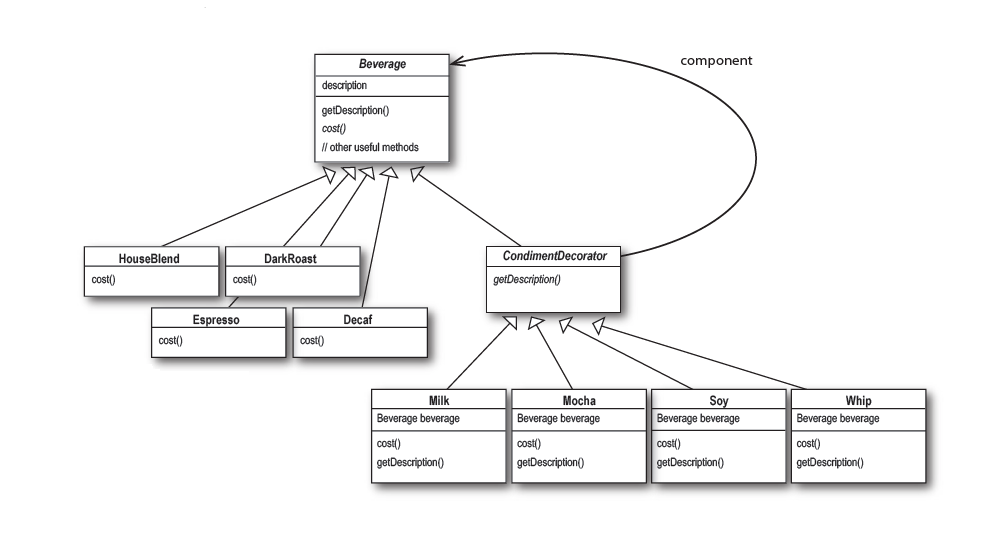 component
Beverage
description
getDescription()
cost()
// other useful methods
HouseBlend
cost()
DarkRoast
cost()
CondimentDecorator
getDescription()
Espresso
cost()
Decaf
cost()
Milk
Beverage beverage
cost()
getDescription()
Mocha
Beverage beverage
cost()
getDescription()
Soy
Beverage beverage
cost()
getDescription()
Whip
Beverage beverage
cost()
getDescription()